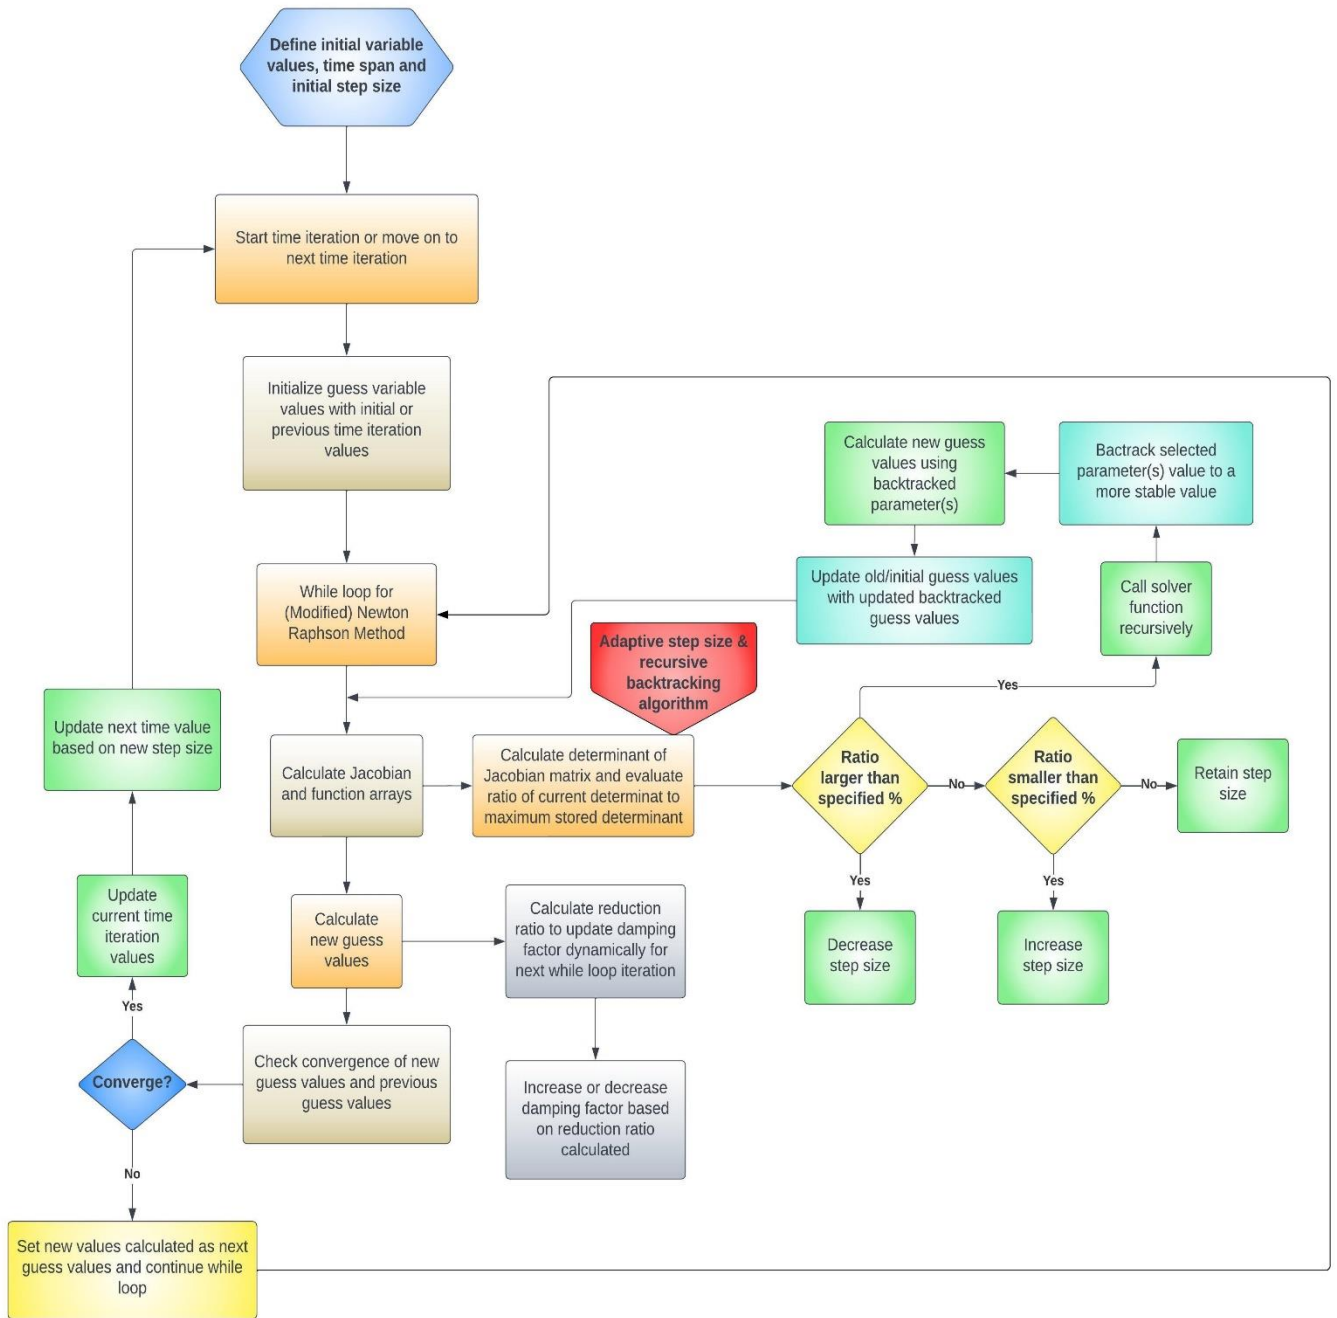 Define initial variable
values, time span and
initial step size
Start time iteration or move on to
next time iteration
Initialize guess variable
values with initial or
previous time iteration
values
Calculate new guess
values using
backtracked
parameter(s)
Bactrack selected
parameter(s) value to a
more stable value
While loop for
(Modified) Newton
Raphson Method
Update old/initial guess values
with updated backtracked
guess values
Call solver
function
recursively
Adaptive step size &
recursive
backtracking
algorithm
Yes
Update next time value
based on new step size
Calculate Jacobian
and function arrays
Calculate determinant of
Jacobian matrix and evaluate
ratio of current determinat to
maximum stored determinant
Ratio
larger than
specified %
No
Ratio
smaller than
specified %
No
Retain step
size
Yes
Yes
Update
current time
iteration
values
Calculate
new guess
values
Calculate reduction
ratio to update damping
factor dynamically for
next while loop iteration
Decrease
step size
Increase
step size
Yes
Converge?
Check convergence of new
guess values and previous
guess values
Increase or decrease
damping factor based
on reduction ratio
calculated
No
Set new values calculated as next
guess values and continue while
loop